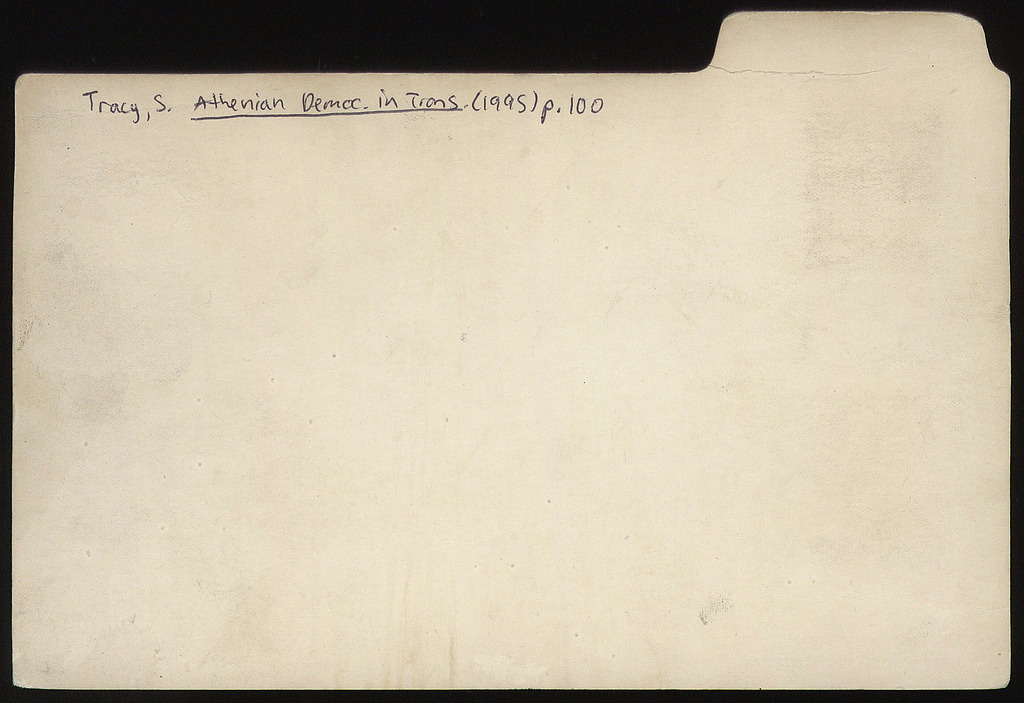 Tracy, S. Athenian Democ. in Trans. (1995) p. 100